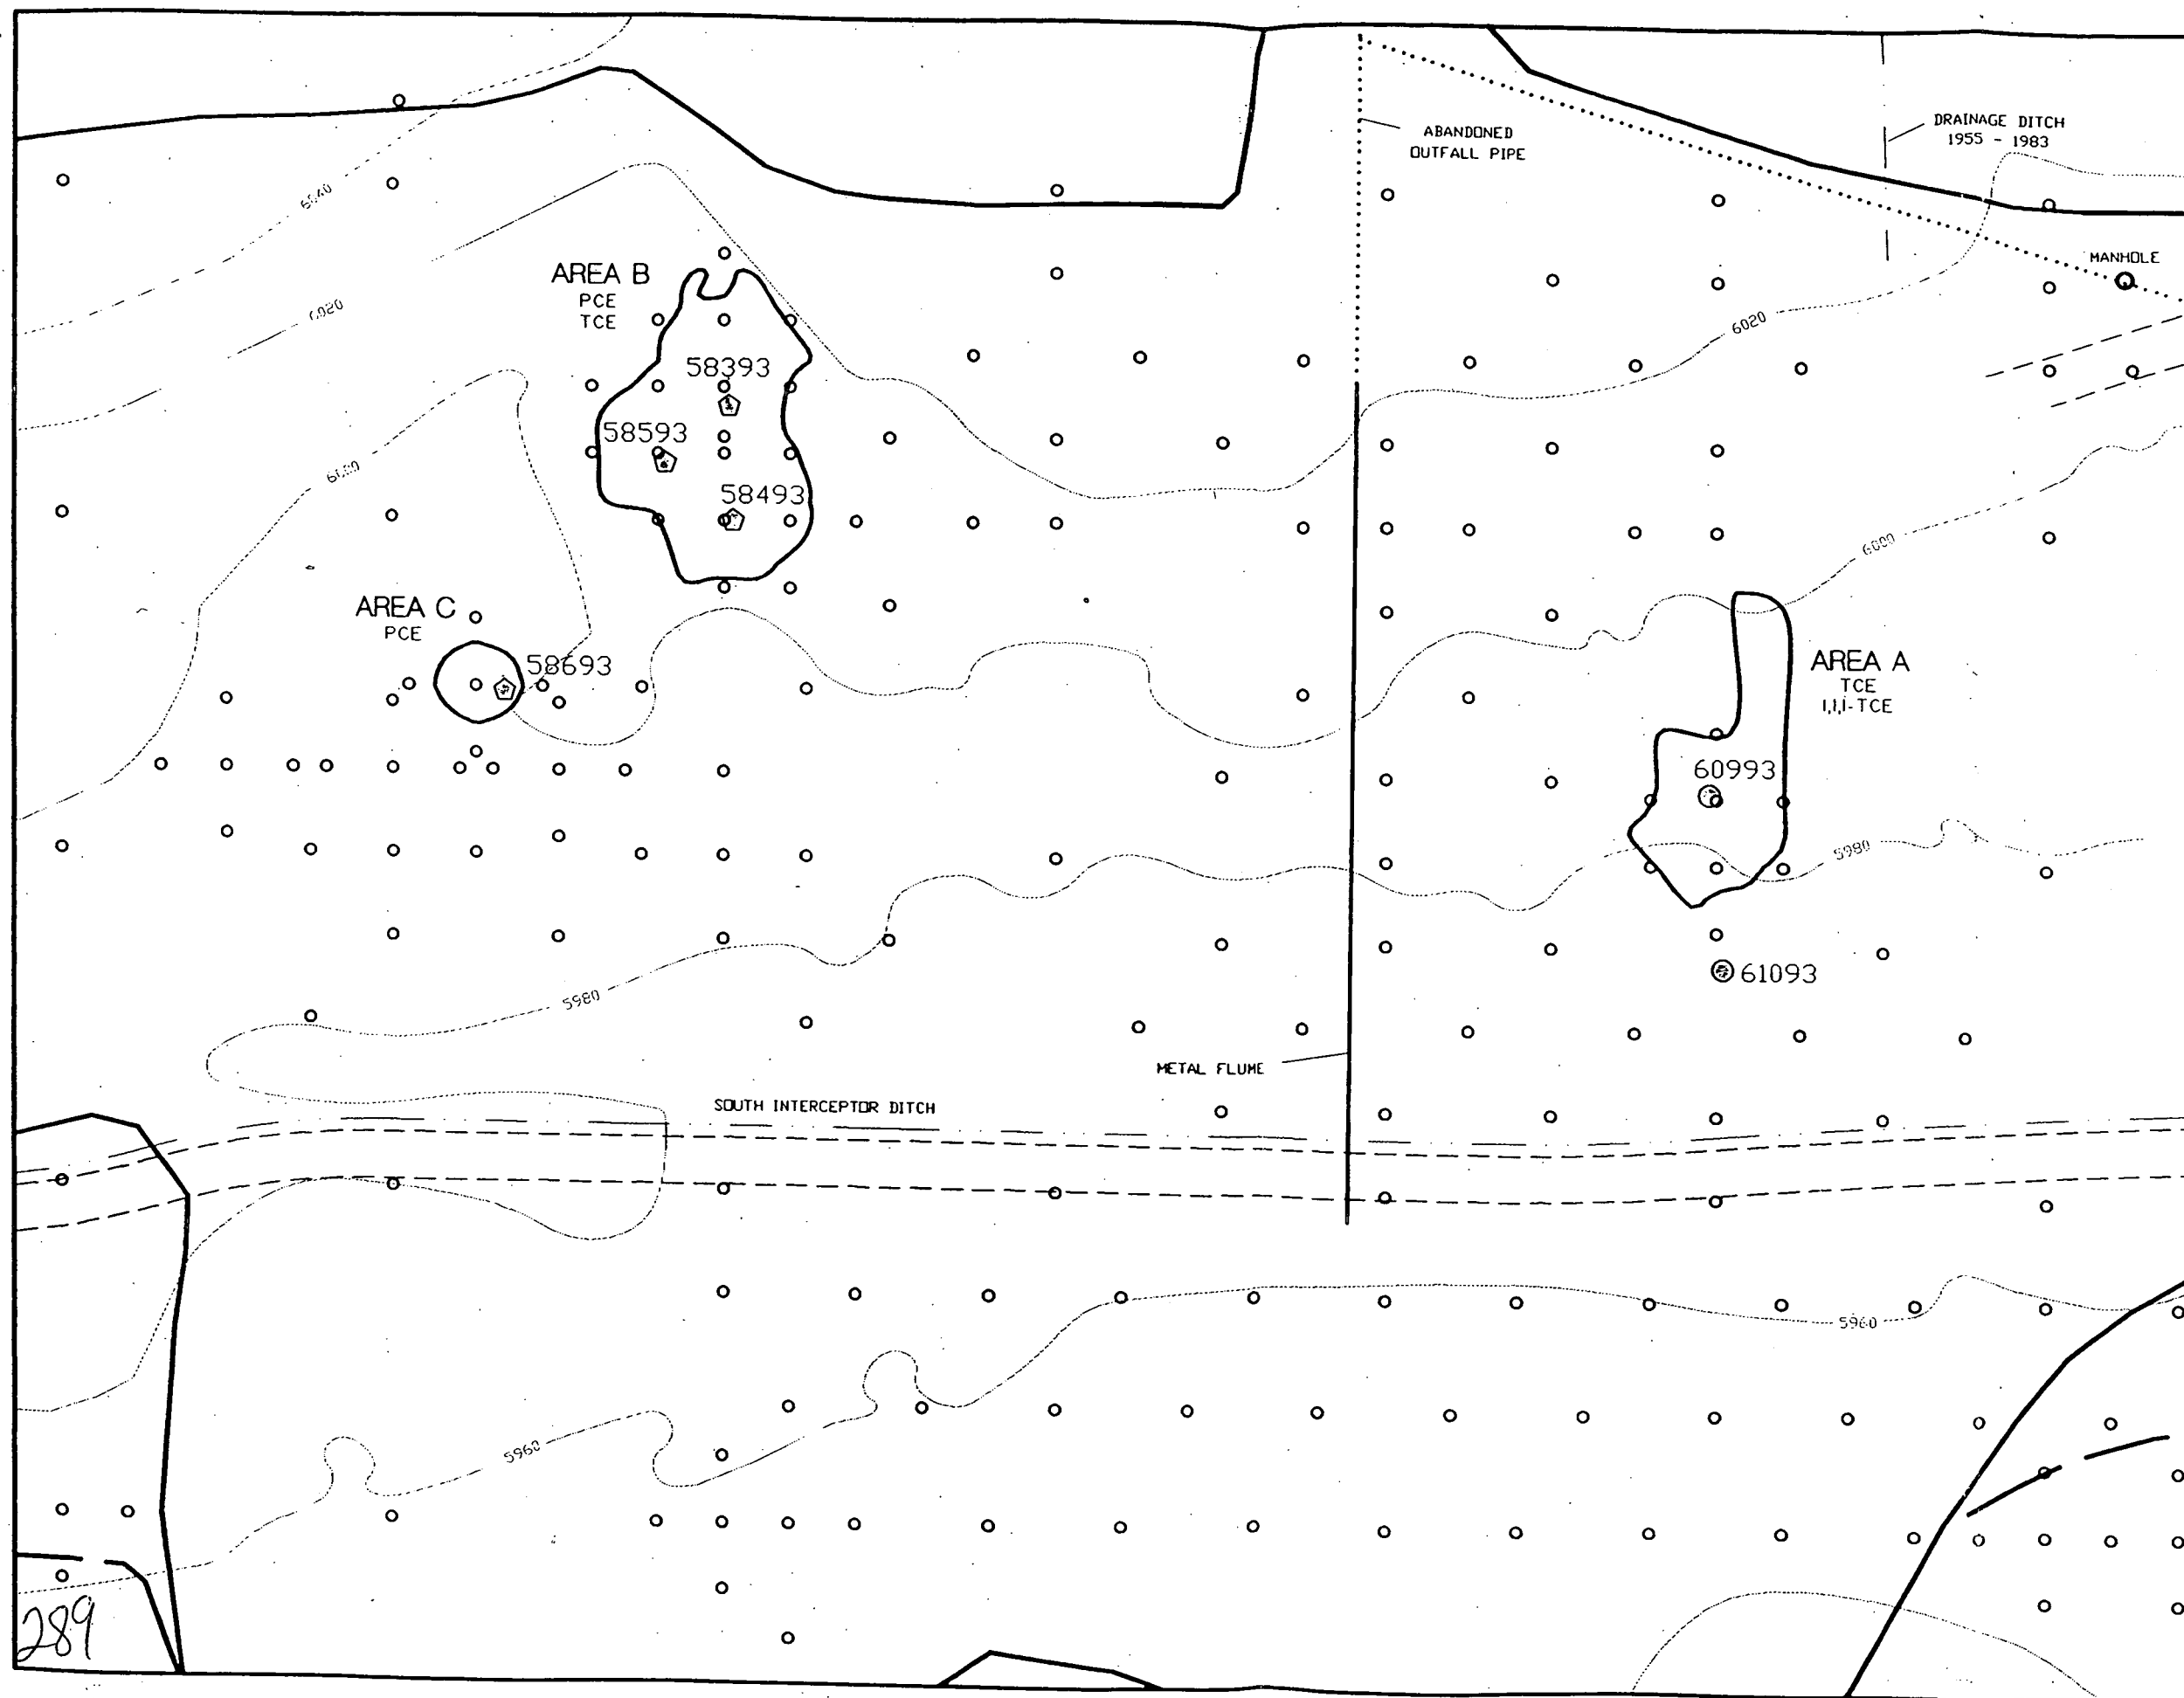 ABANDONED
OUTFALL PIPE
DRAINAGE DITCH
1955 - 1983
6040
MANHOLE
AREA B
PCE
TCE
6020
6020
58393
58593
6000
58493
6000
AREA C
PCE
58693
AREA A
TCE
1,1,1-TCE
60993
5980
61093
5980
METAL FLUME
SOUTH INTERCEPTOR DITCH
5960
5960
289